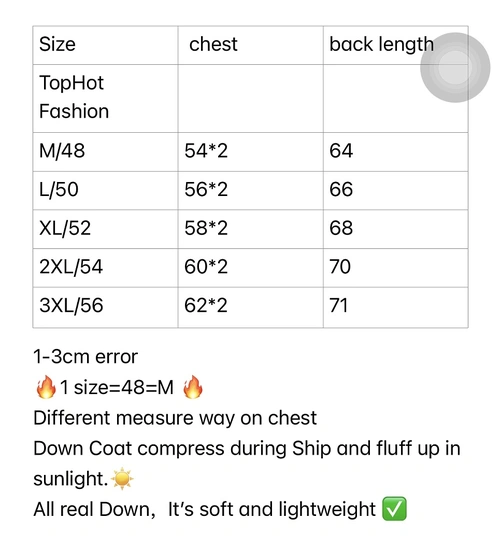 Size chest back length
TopHot
Fashion
M/48 54*2 64
L/50 56*2 66
XL/52 58*2 68
2XL/54 60*2 70
3XL/56 62*2 71
1-3cm error
🔥1 size=48=M 🔥
Different measure way on chest
Down Coat compress during Ship and fluff up in
sunlight.☀️
All real Down, It's soft and lightweight ✅